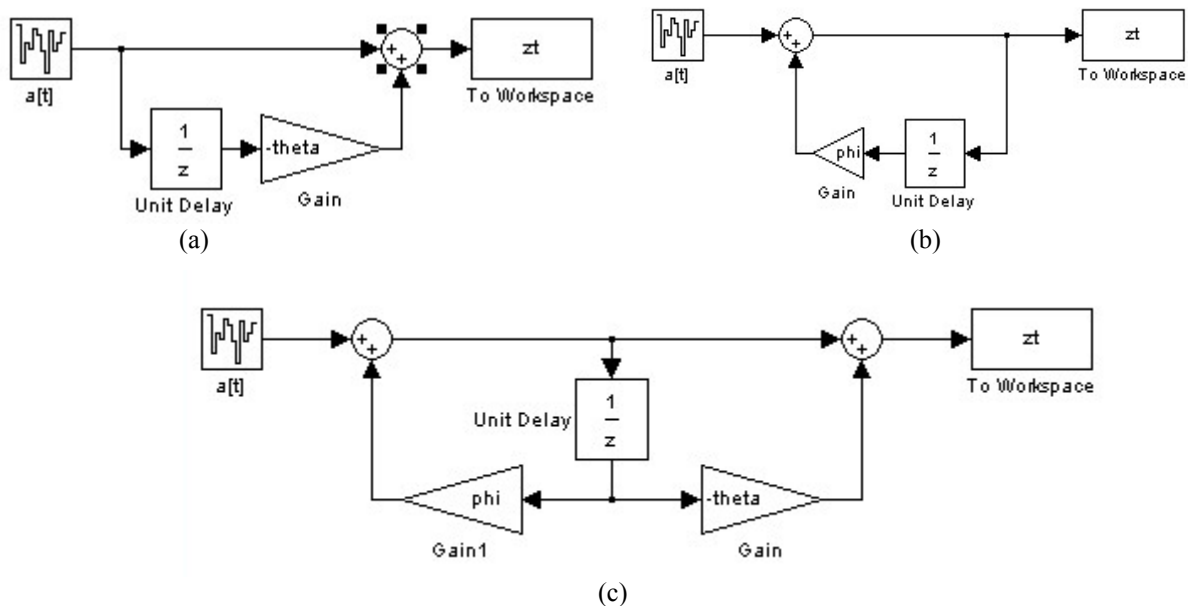 zt
a[t]
To Workspace
1
z
-theta
Unit Delay
Gain
(a)
zt
a[t]
To Workspace
phi
1
z
Gain
Unit Delay
(b)
zt
a[t]
To Workspace
Unit Delay
1
z
phi
-theta
Gain1
Gain
(c)